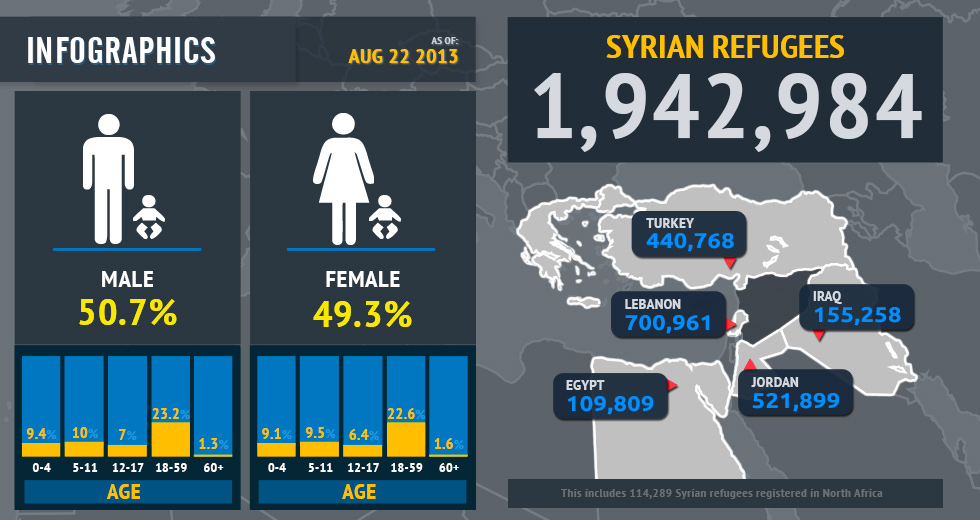 INFOGRAPHICS
AS OF:
AUG 22 2013
MALE
50.7%
FEMALE
49.3%
9.4%
10%
7%
23.2%
1.3%
0-4
5-11
12-17
18-59
60+
AGE
9.1%
9.5%
6.4%
22.6%
1.6%
0-4
5-11
12-17
18-59
60+
AGE
SYRIAN REFUGEES
1,942,984
TURKEY
440,768
LEBANON
700,961
IRAQ
155,258
EGYPT
109,809
JORDAN
521,899
This includes 114,289 Syrian refugees registered in North Africa